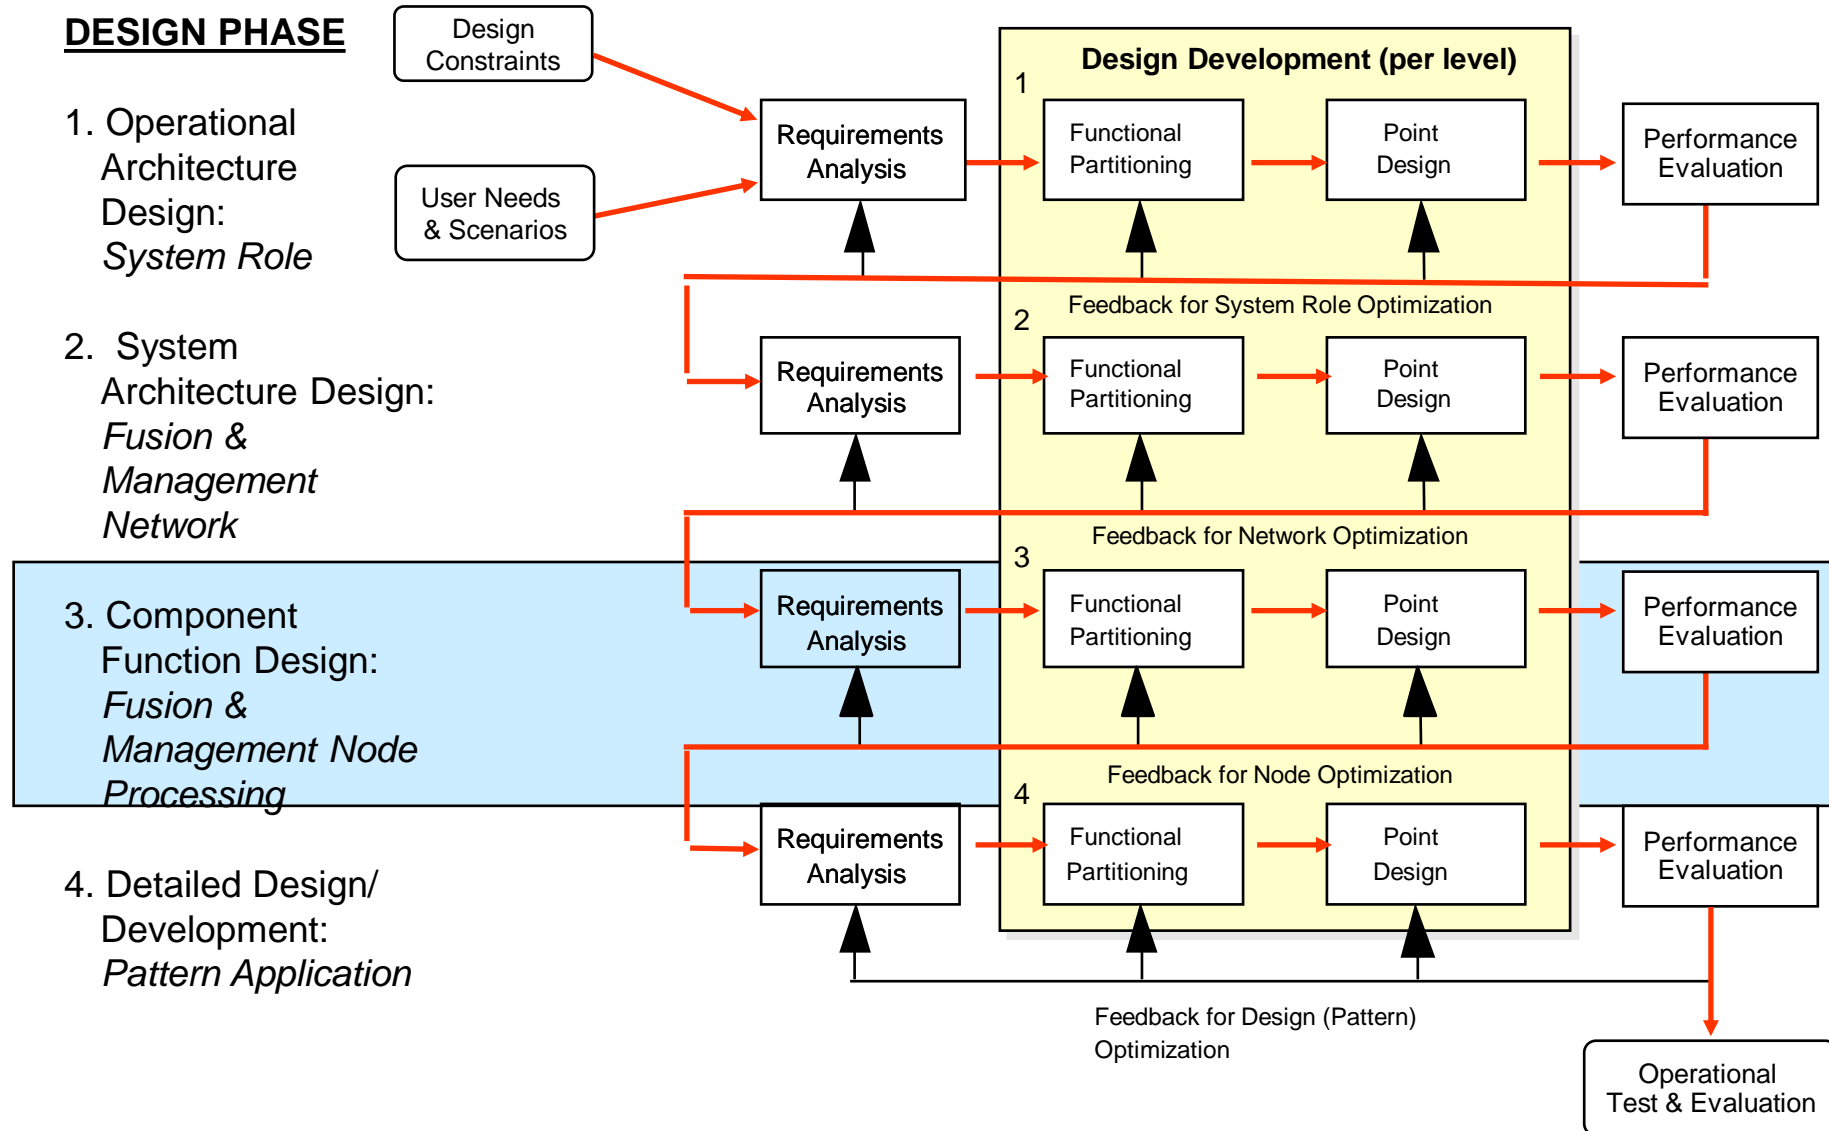 DESIGN PHASE
Design
Constraints
User Needs
& Scenarios
Design Development (per level)
1. Operational
Architecture
Design:
System Role
Requirements
Analysis
1
Functional
Partitioning
Point
Design
Performance
Evaluation
Feedback for System Role Optimization
2. System
Architecture Design:
Fusion &
Management
Network
Requirements
Analysis
2
Functional
Partitioning
Point
Design
Performance
Evaluation
Feedback for Network Optimization
3. Component
Function Design:
Fusion &
Management Node
Processing
Requirements
Analysis
3
Functional
Partitioning
Point
Design
Performance
Evaluation
Feedback for Node Optimization
4. Detailed Design/
Development:
Pattern Application
Requirements
Analysis
4
Functional
Partitioning
Point
Design
Performance
Evaluation
Feedback for Design (Pattern)
Optimization
Operational
Test & Evaluation